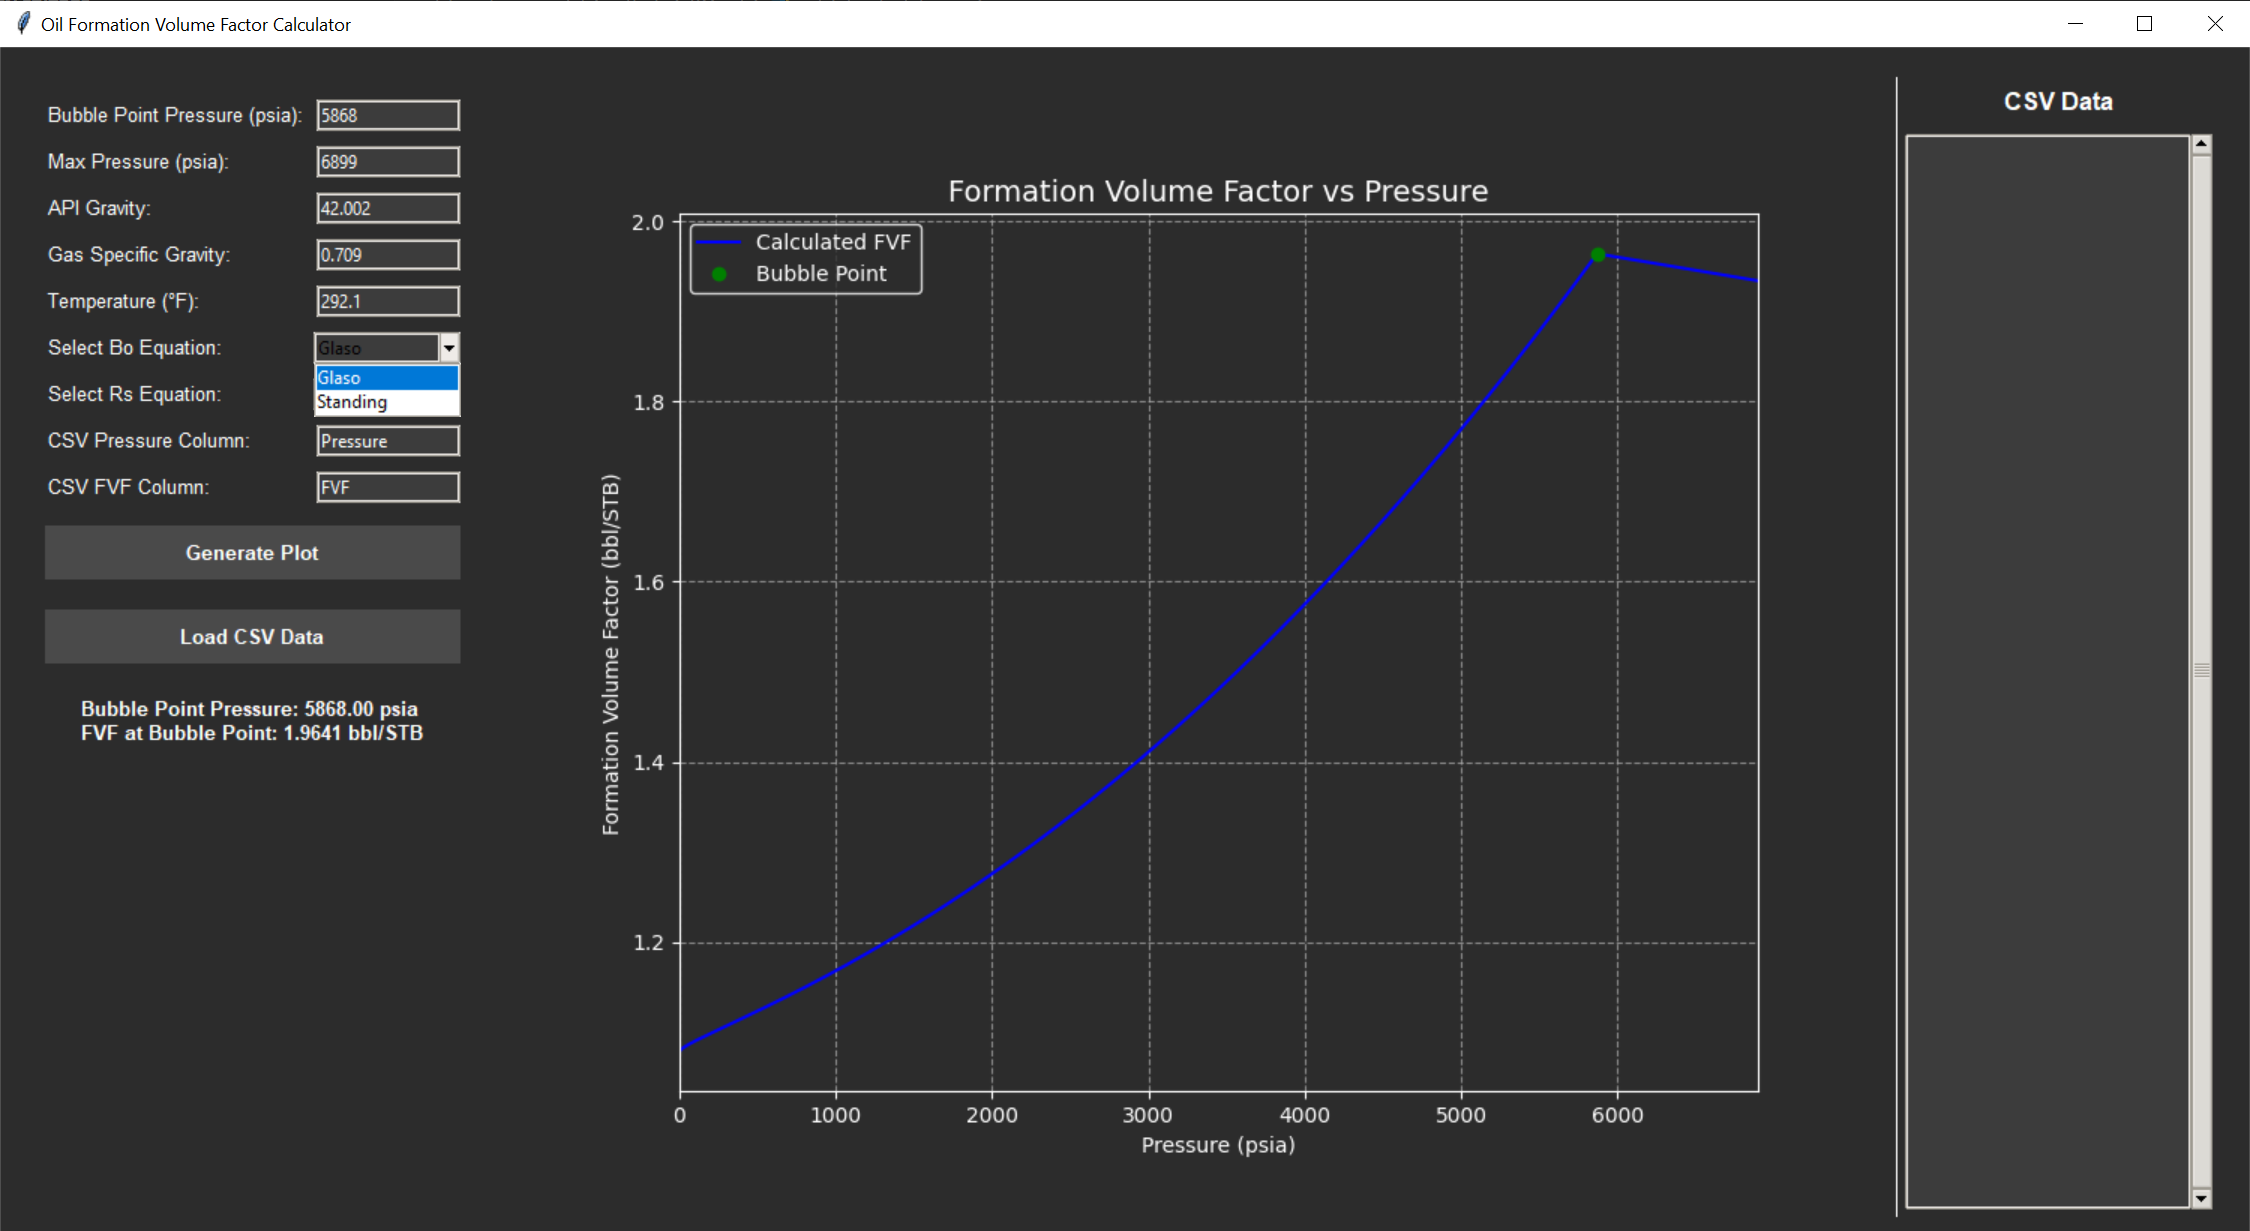 Oil Formation Volume Factor Calculator
Bubble Point Pressure (psia): 5868
Max Pressure (psia): 6899
API Gravity: 42.002
Gas Specific Gravity: 0.709
Temperature (°F): 292.1
Select Bo Equation: Glaso
Glaso
Select Rs Equation:
Standing
CSV Pressure Column: Pressure
CSV FVF Column: FVF
Generate Plot
Load CSV Data
Bubble Point Pressure: 5868.00 psia
FVF at Bubble Point: 1.9641 bbl/STB
Formation Volume Factor vs Pressure
Calculated FVF
Bubble Point
Formation Volume Factor (bbl/STB)
2.0
1.8
1.6
1.4
1.2
0 1000 2000 3000 4000 5000 6000
Pressure (psia)
CSV Data